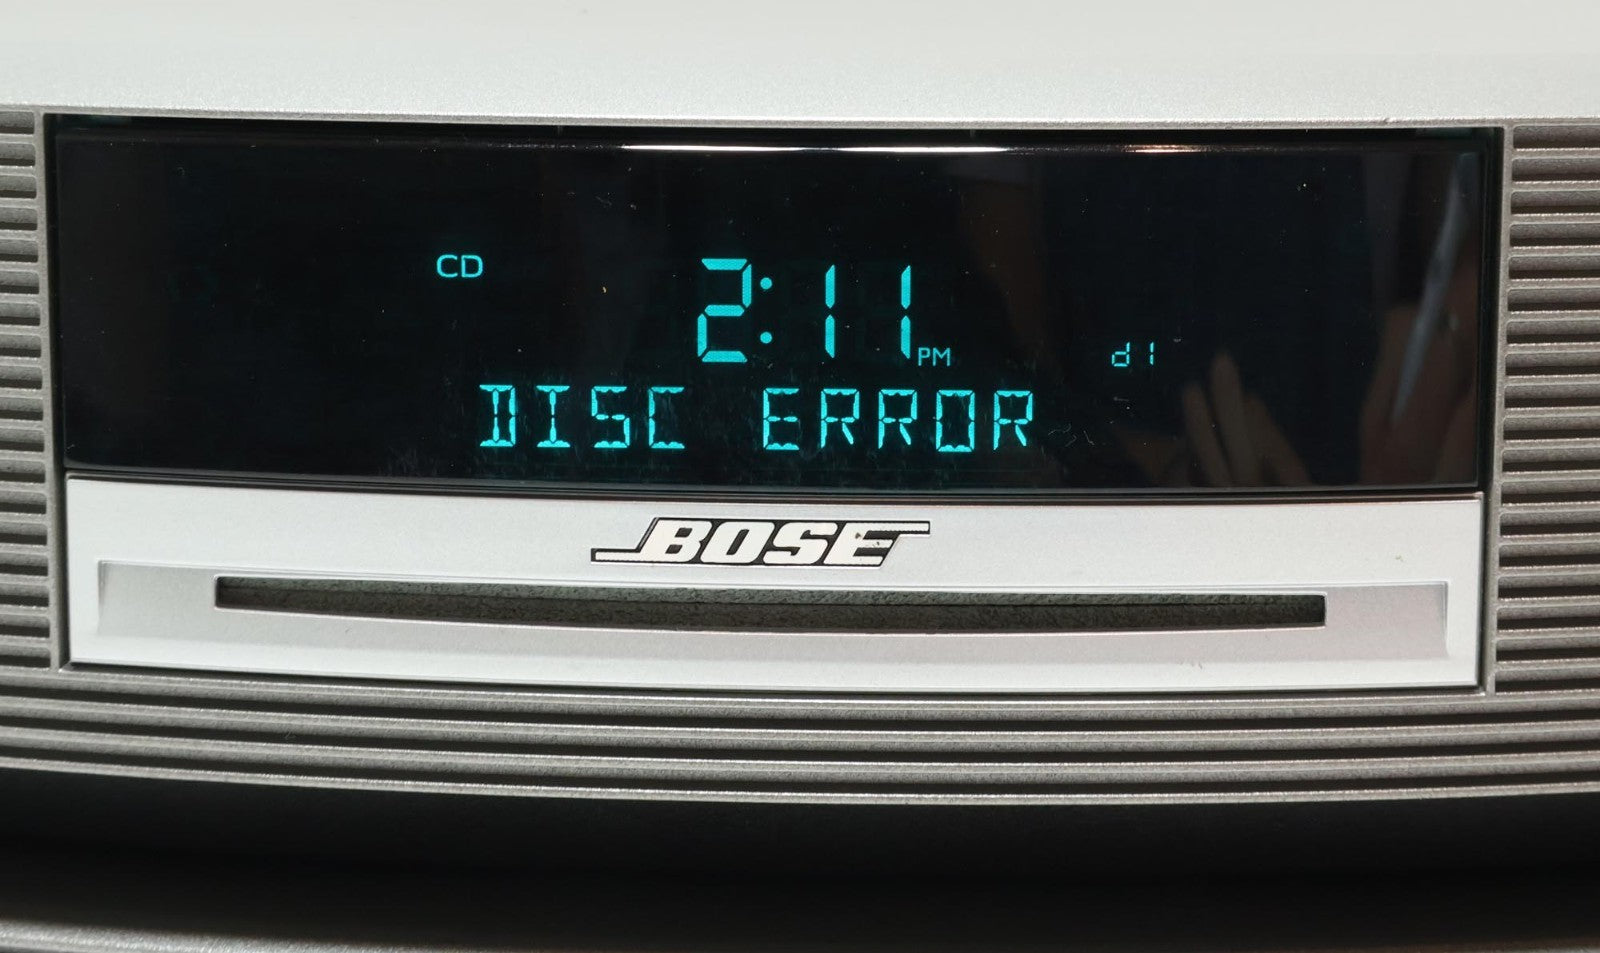 CD
2:11 PM
d1
DISC ERROR
BOSE